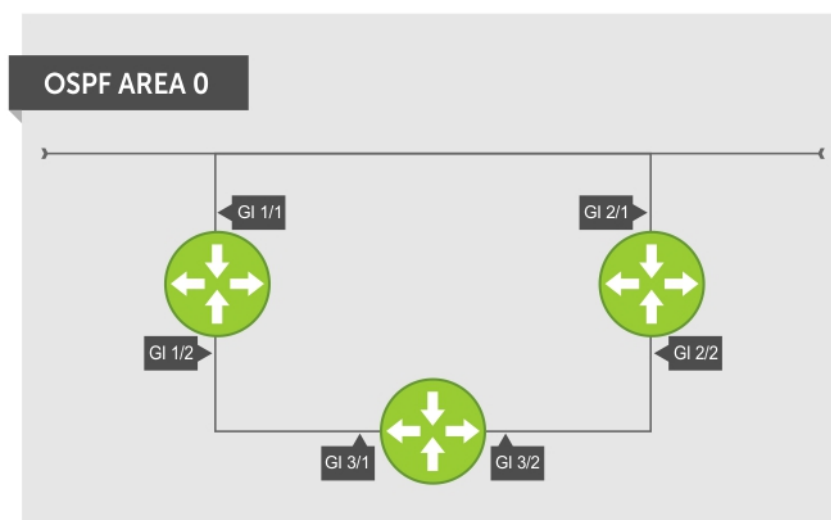 OSPF AREA 0
GI 1/1
GI 2/1
GI 1/2
GI 2/2
GI 3/1
GI 3/2